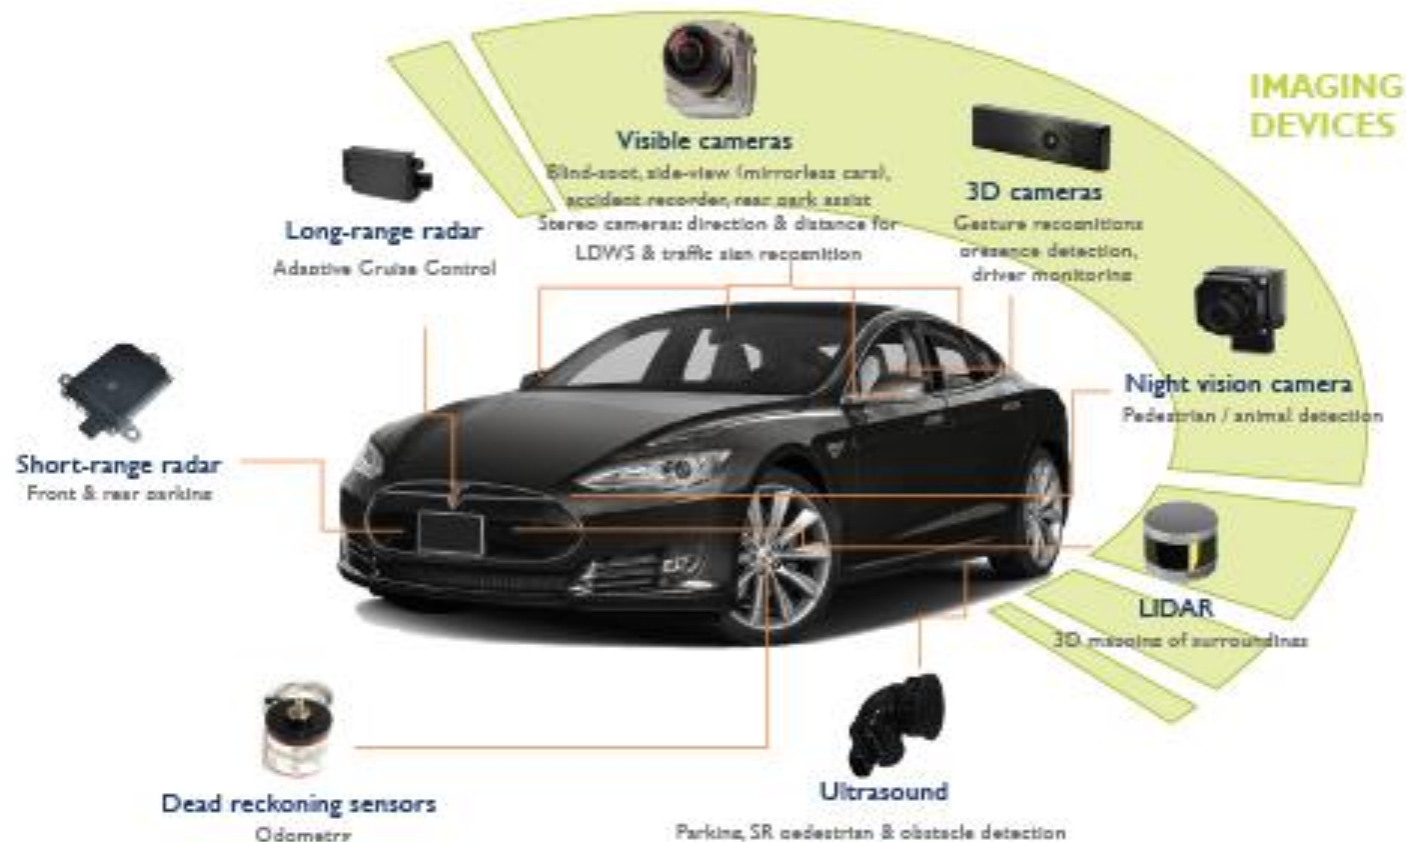 IMAGING
DEVICES
Visible cameras
Blind-spot, side-view (mirrorless cars),
accident recorder, rear park assist
Stereo cameras: direction & distance for
LDWS & traffic sign recognition
3D cameras
Gesture recognitions
presence detection,
driver monitoring
Long-range radar
Adaptive Cruise Control
Night vision camera
Pedestrian / animal detection
Short-range radar
Front & rear parking
LIDAR
3D mapping of surroundings
Ultrasound
Parking, SR pedestrian & obstacle detection
Dead reckoning sensors
Odometry